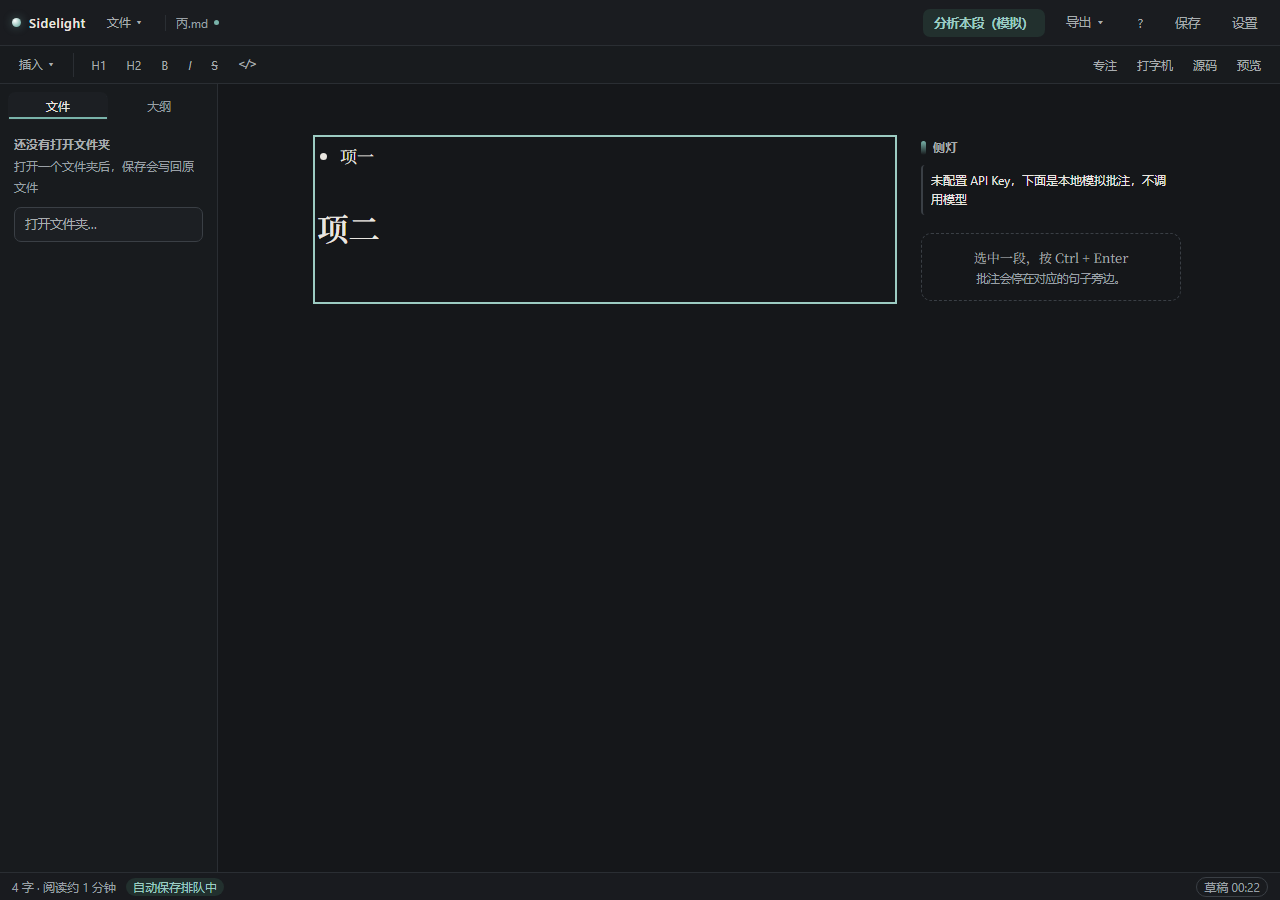 Sidelight 文件 丙.md 分析本段（模拟） 导出 ? 保存 设置
插入 H1 H2 B I S </> 专注 打字机 源码 预览
文件 大纲
还没有打开文件夹
打开一个文件夹后，保存会写回原
文件
打开文件夹...
项一
项二
侧灯
未配置 API Key，下面是本地模拟批注，不调
用模型
选中一段，按 Ctrl + Enter
批注会停在对应的句子旁边。
4 字 · 阅读约 1 分钟 自动保存排队中 草稿 00:22